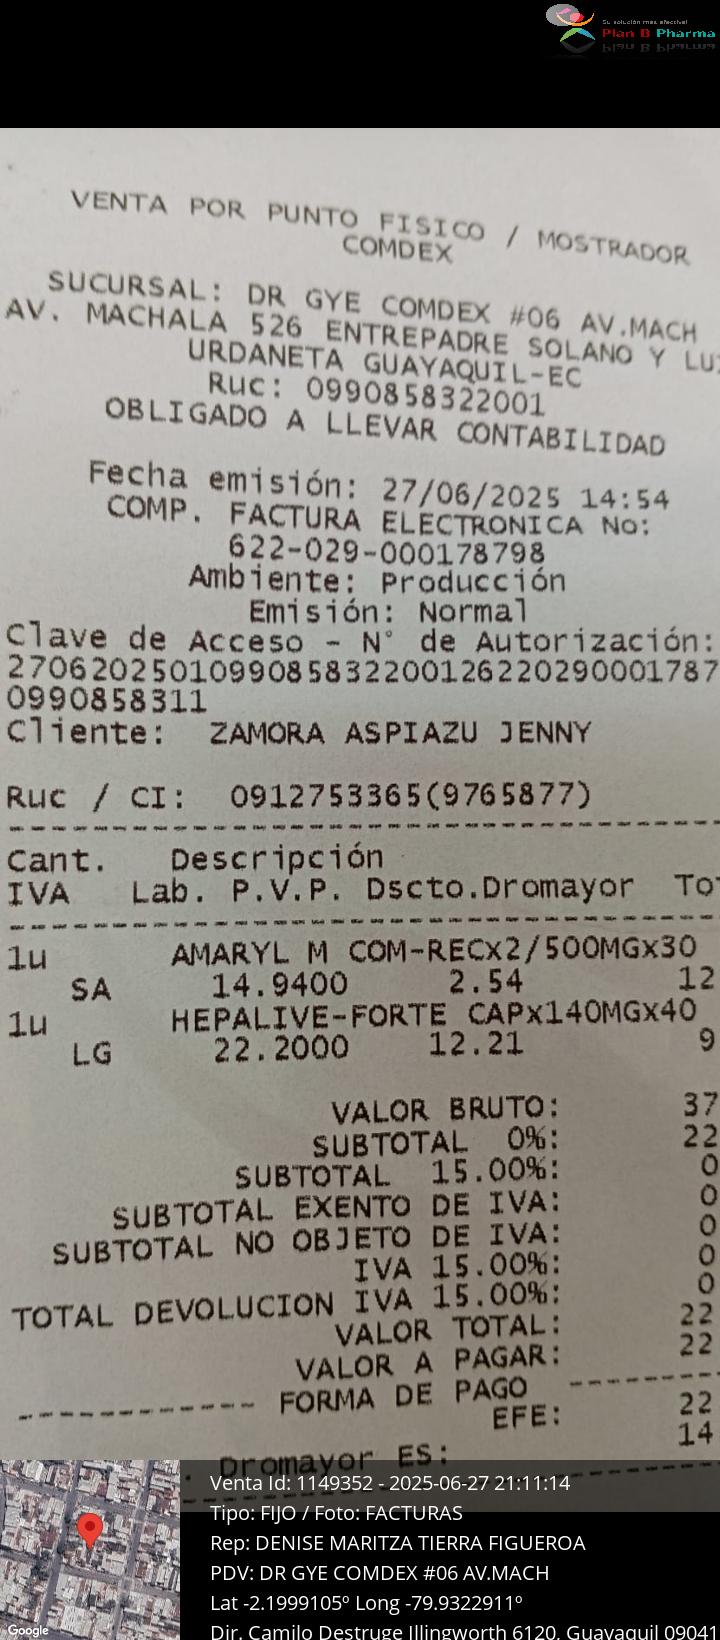 Su solución más efectiva!
Plan B Pharma
VENTA POR PUNTO FISICO / MOSTRADOR
COMDEX
SUCURSAL: DR GYE COMDEX #06 AV.MACH
AV. MACHALA 526 ENTREPADRE SOLANO Y LU
URDANETA GUAYAQUIL-EC
Ruc: 0990858322001
OBLIGADO A LLEVAR CONTABILIDAD
Fecha emisión: 27/06/2025 14:54
COMP. FACTURA ELECTRONICA No:
622-029-000178798
Ambiente: Producción
Emisión: Normal
Clave de Acceso - N° de Autorización:
2706202501099085832200126220290001787
0990858311
Cliente: ZAMORA ASPIAZU JENNY
Ruc / CI: 0912753365(9765877)
Cant. Descripción
IVA Lab. P.V.P. Dscto.Dromayor To
1u AMARYL M COM-RECx2/500MGx30
SA 14.9400 2.54 12
1u HEPALIVE-FORTE CAPx140MGx40
LG 22.2000 12.21 9
VALOR BRUTO: 37
SUBTOTAL 0%: 22
SUBTOTAL 15.00%: 0
SUBTOTAL EXENTO DE IVA: 0
SUBTOTAL NO OBJETO DE IVA: 0
IVA 15.00%: 0
TOTAL DEVOLUCION IVA 15.00%: 0
VALOR TOTAL: 22
VALOR A PAGAR: 22
FORMA DE PAGO
EFE: 22
Dromayor ES: 14
Venta Id: 1149352 - 2025-06-27 21:11:14
Tipo: FIJO / Foto: FACTURAS
Rep: DENISE MARITZA TIERRA FIGUEROA
PDV: DR GYE COMDEX #06 AV.MACH
Lat -2.1999105º Long -79.9322911º
Dir. Camilo Destruge Illingworth 6120, Guayaquil 09041
Google